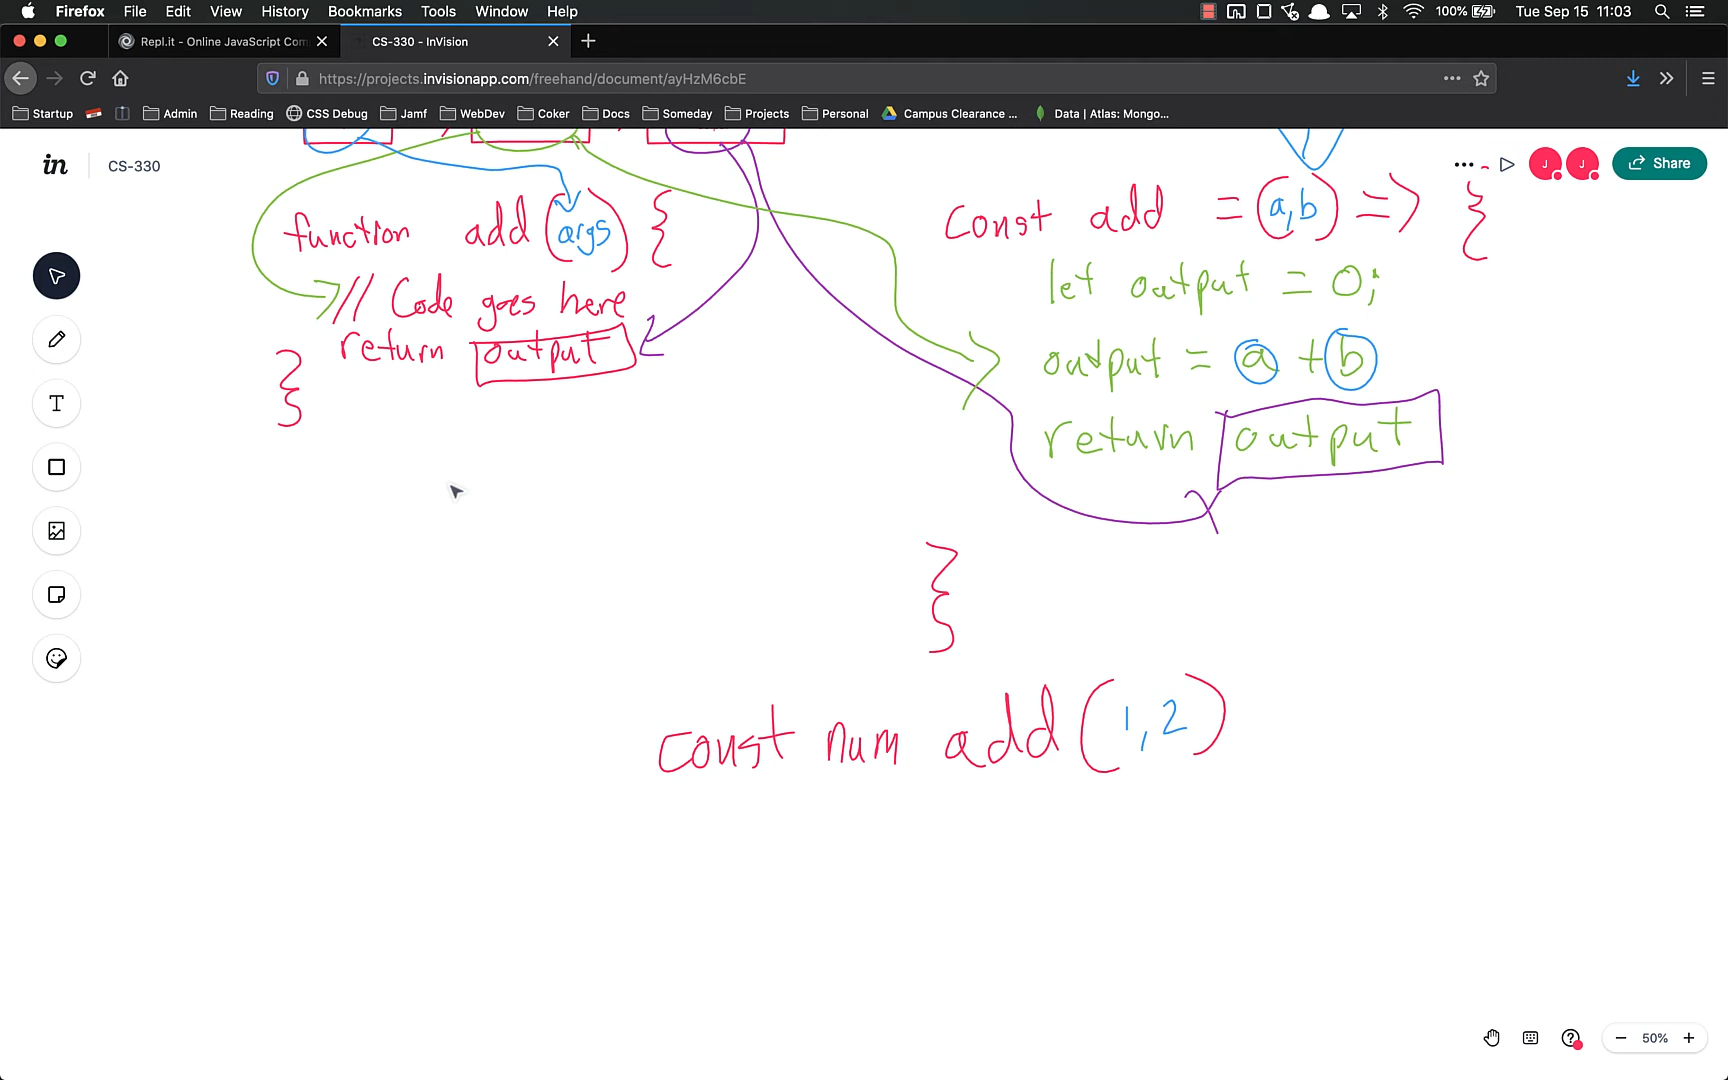 Firefox File Edit View History Bookmarks Tools Window Help 100% Tue Sep 15 11:03
Repl.it - Online JavaScript Com
CS-330 - InVision
https://projects.invisionapp.com/freehand/document/ayHzM6cbE
Startup Admin Reading CSS Debug Jamf WebDev Coker Docs Someday Projects Personal Campus Clearance ... Data | Atlas: Mongo...
in CS-330
J J Share
function add (args) {
// Code goes here
return output
}
const add = (a,b) => {
let output = 0;
output = a + b
return output
}
const num add (1,2)
T
50%